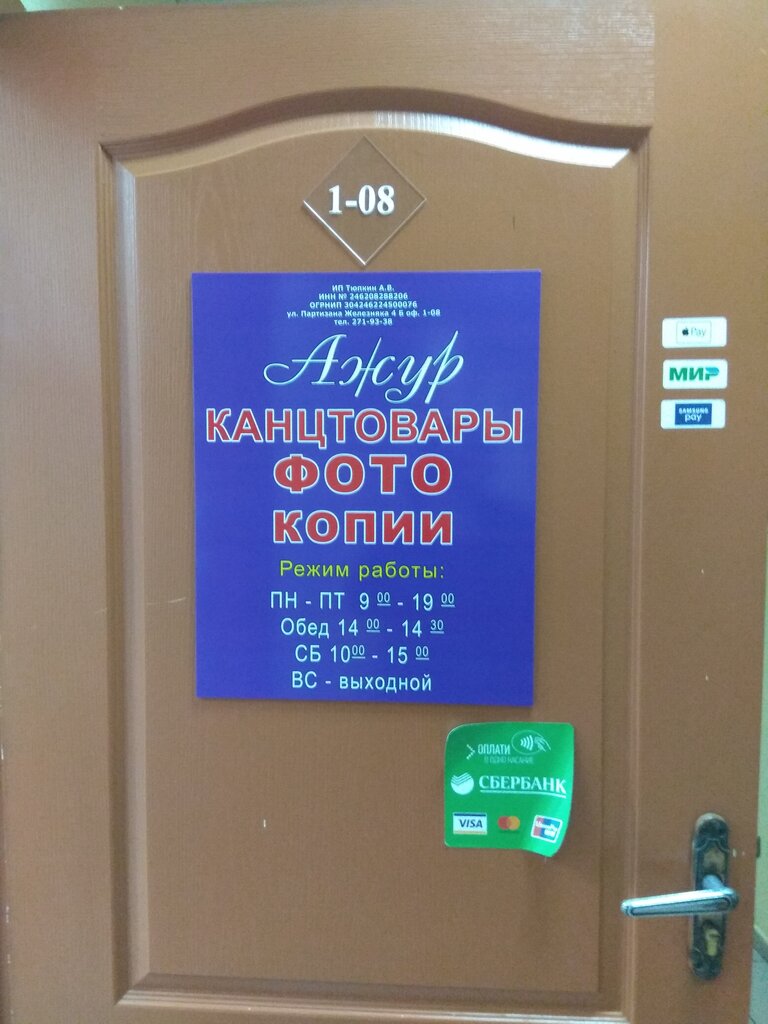 1-08
ИП Тюпкин А.В.
ИНН № 246208288206
ОГРНИП 304246224500076
ул. Партизана Железняка 4 Б оф. 1-08
тел. 271-93-38
Ажур
КАНЦТОВАРЫ
ФОТО
КОПИИ
Режим работы:
ПН - ПТ 9 00 - 19 00
Обед 14 00 - 14 30
СБ 10 00 - 15 00
ВС - выходной
Pay
МИР
SAMSUNG
pay
ОПЛАТИ
В ОДНО КАСАНИЕ
СБЕРБАНК
VISA